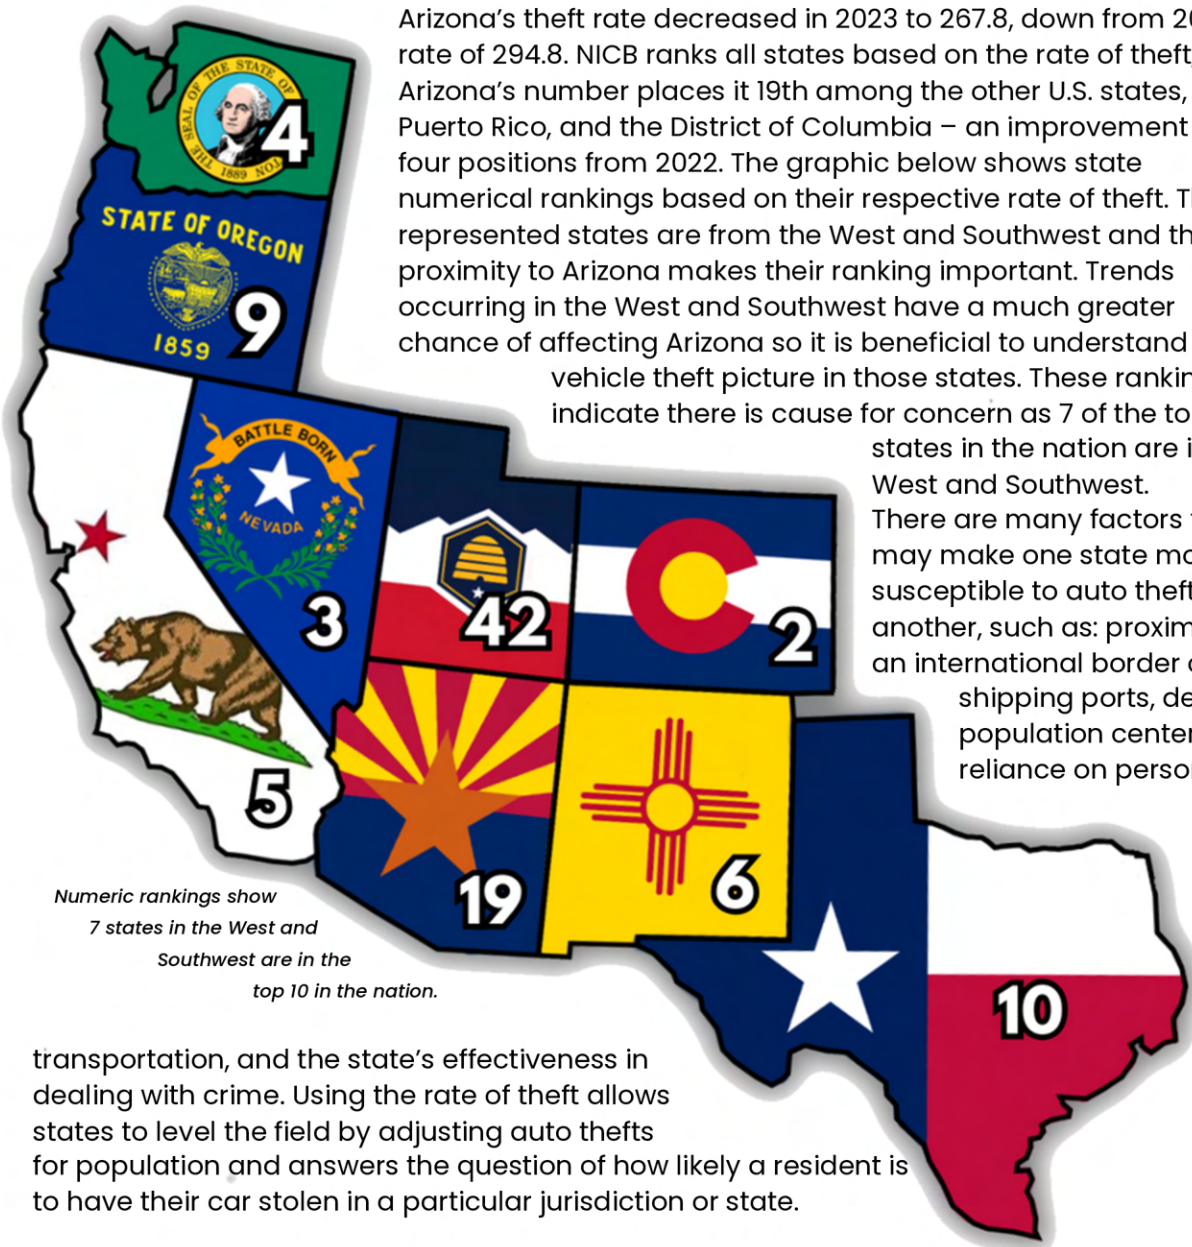 Arizona's theft rate decreased in 2023 to 267.8, down from
rate of 294.8. NICB ranks all states based on the rate of theft,
Arizona's number places it 19th among the other U.S. states,
Puerto Rico, and the District of Columbia – an improvement
four positions from 2022. The graphic below shows state
numerical rankings based on their respective rate of theft.
represented states are from the West and Southwest and
proximity to Arizona makes their ranking important. Trends
occurring in the West and Southwest have a much greater
chance of affecting Arizona so it is beneficial to understand
vehicle theft picture in those states. These
indicate there is cause for concern as 7 of the
states in the nation are
West and Southwest.
There are many factors
may make one state
susceptible to auto theft
another, such as:
an international border
shipping ports,
population
reliance on
THE SEAL OF THE STATE OF
1889
4
STATE OF OREGON
1859
9
BATTLE BORN
NEVADA
3
42
2
5
19
6
10
Numeric rankings show
7 states in the West and
Southwest are in the
top 10 in the nation.
transportation, and the state's effectiveness in
dealing with crime. Using the rate of theft allows
states to level the field by adjusting auto thefts
for population and answers the question of how likely a resident is
to have their car stolen in a particular jurisdiction or state.